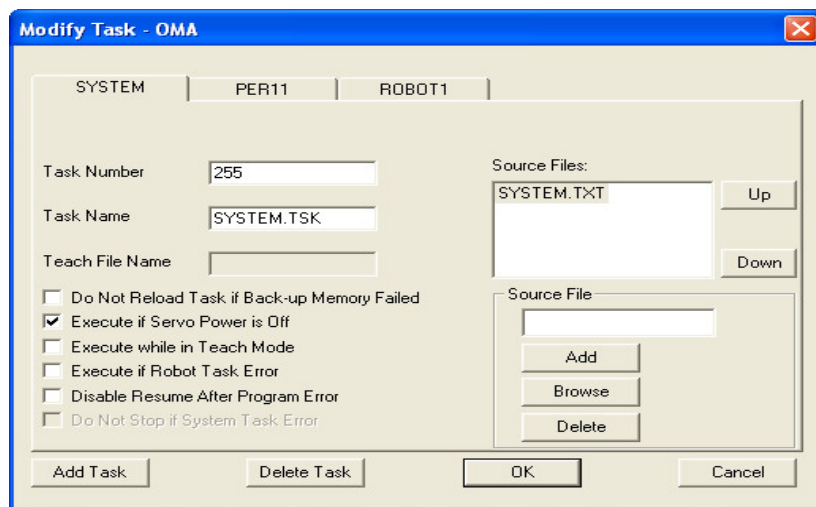 Modify Task - OMA
SYSTEM PER11 ROBOT1
Task Number 255
Task Name SYSTEM.TSK
Teach File Name
Do Not Reload Task if Back-up Memory Failed
Execute if Servo Power is Off
Execute while in Teach Mode
Execute if Robot Task Error
Disable Resume After Program Error
Do Not Stop if System Task Error
Source Files:
SYSTEM.TXT
Up
Down
Source File
Add
Browse
Delete
Add Task Delete Task OK Cancel